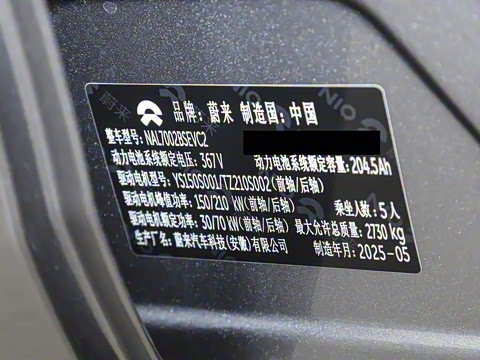 品牌：蔚来 制造国：中国
整车型号：NAL7002BSEVC2
动力电池系统额定电压：367V 动力电池系统额定容量：204.5Ah
驱动电机型号：YS150S001/TZ210S002(前轴/后轴)
驱动电机峰值功率：150/210 kW(前轴/后轴) 乘坐人数：5人
驱动电机额定功率：30/70 kW(前轴/后轴) 最大允许总质量：2730 kg
生产厂名：蔚来汽车科技(安徽)有限公司 制造年月：2025-05